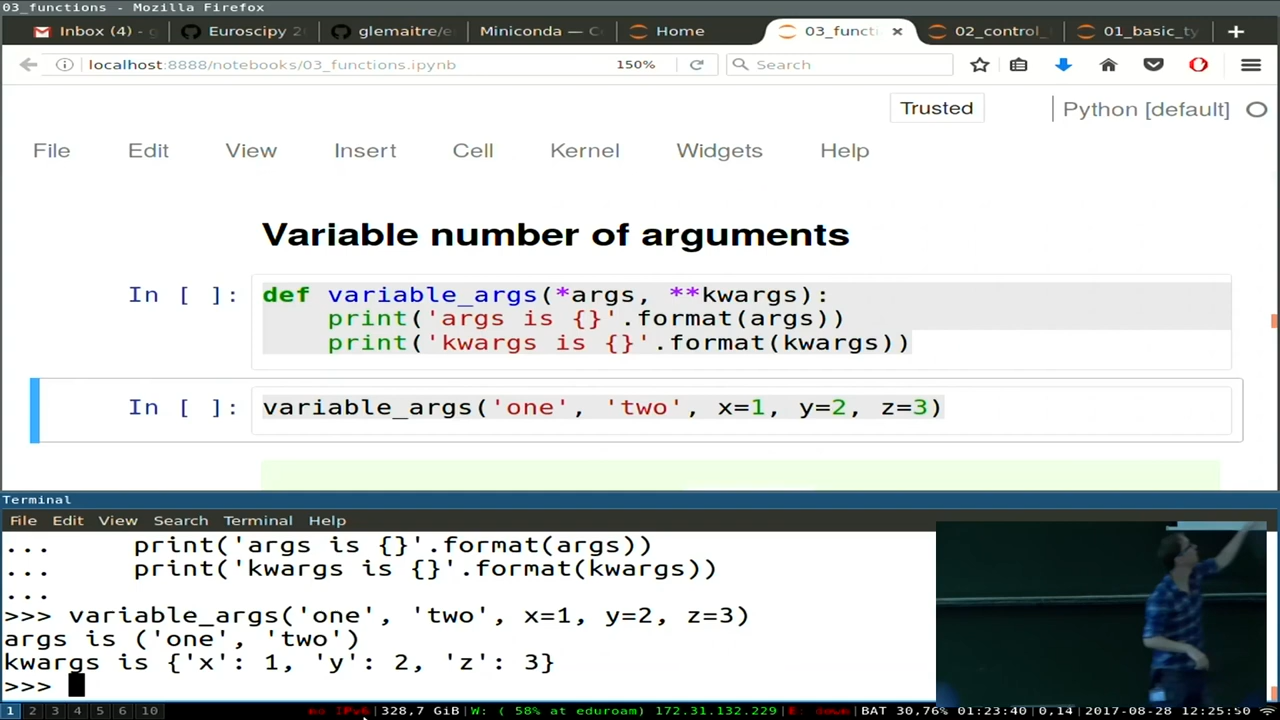 03_functions - Mozilla Firefox
Inbox (4) - g
Euroscipy 2
glemaitre/e
Miniconda — C
Home
03_functi
02_control_
01_basic_ty
localhost:8888/notebooks/03_functions.ipynb
150%
Search
Trusted
Python [default]
File Edit View Insert Cell Kernel Widgets Help
Variable number of arguments
In [ ]: def variable_args(*args, **kwargs):
print('args is {}'.format(args))
print('kwargs is {}'.format(kwargs))
In [ ]: variable_args('one', 'two', x=1, y=2, z=3)
Terminal
File Edit View Search Terminal Help
... print('args is {}'.format(args))
... print('kwargs is {}'.format(kwargs))
...
>>> variable_args('one', 'two', x=1, y=2, z=3)
args is ('one', 'two')
kwargs is {'x': 1, 'y': 2, 'z': 3}
>>>
1 2 3 4 5 6 10 no IPv6|328,7 GiB|W: ( 58% at eduroam) 172.31.132.229|E: down|BAT 30,76% 01:23:40|0,14|2017-08-28 12:25:50